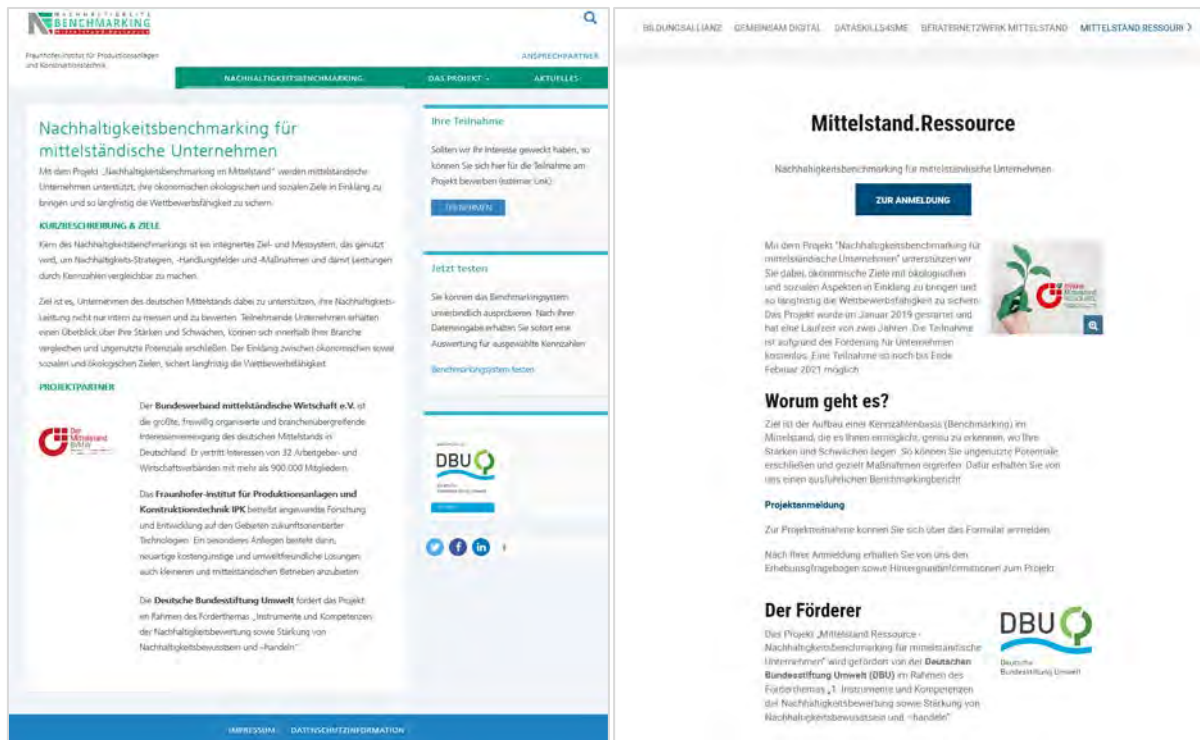 NACHHALTIGKEITS
BENCHMARKING
Fraunhofer-Institut für Produktionsanlagen
und Konstruktionstechnik
ANSPRECHPARTNER
NACHHALTIGKEITSBENCHMARKING
DAS PROJEKT
AKTUELLES
Nachhaltigkeitsbenchmarking für
mittelständische Unternehmen
Mit dem Projekt „Nachhaltigkeitsbenchmarking im Mittelstand" werden mittelständische
Unternehmen unterstützt, ihre ökonomischen ökologischen und sozialen Ziele in Einklang zu
bringen und so langfristig die Wettbewerbsfähigkeit zu sichern.
KURZBESCHREIBUNG & ZIELE
Kern des Nachhaltigkeitsbenchmarkings ist ein integriertes Ziel- und Messsystem, das genutzt
wird, um Nachhaltigkeits-Strategien, -Handlungsfelder und -Maßnahmen und damit Leistungen
durch Kennzahlen vergleichbar zu machen.
Ziel ist es, Unternehmen des deutschen Mittelstands dabei zu unterstützen, ihre Nachhaltigkeits-
Leistung nicht nur intern zu messen und zu bewerten. Teilnehmende Unternehmen erhalten
einen Überblick über Ihre Stärken und Schwächen, können sich innerhalb Ihrer Branche
vergleichen und ungenutzte Potenziale erschließen. Der Einklang zwischen ökonomischen sowie
sozialen und ökologischen Zielen, sichert langfristig die Wettbewerbsfähigkeit.
PROJEKTPARTNER
Der
Mittelstand
BVMW
Der Bundesverband mittelständische Wirtschaft e.V. ist
die größte, freiwillig organisierte und branchenübergreifende
Interessenvereinigung des deutschen Mittelstands in
Deutschland. Er vertritt Interessen von 32 Arbeitgeber- und
Wirtschaftsverbänden mit mehr als 900.000 Mitgliedern.
Das Fraunhofer-Institut für Produktionsanlagen und
Konstruktionstechnik IPK betreibt angewandte Forschung
und Entwicklung auf den Gebieten zukunftsorientierter
Technologien. Ein besonderes Anliegen besteht darin,
neuartige kostengünstige und umweltfreundliche Lösungen
auch kleineren und mittelständischen Betrieben anzubieten.
Die Deutsche Bundesstiftung Umwelt fördert das Projekt
im Rahmen des Förderthemas „Instrumente und Kompetenzen
der Nachhaltigkeitsbewertung sowie Stärkung von
Nachhaltigkeitsbewusstsein und –handeln".
Ihre Teilnahme
Sollten wir Ihr Interesse geweckt haben, so
können Sie sich hier für die Teilnahme am
Projekt bewerben (externer Link)
TEILNEHMEN
Jetzt testen
Sie können das Benchmarkingsystem
unverbindlich ausprobieren. Nach ihrer
Dateneingabe erhalten Sie sofort eine
Auswertung für ausgewählte Kennzahlen
Benchmarkingsystem testen
DBU
IMPRESSUM
DATENSCHUTZINFORMATION
BILDUNGSALLIANZ
GEMEINSAM DIGITAL
DATASKILLS4SME
BERATERNETZWERK MITTELSTAND
MITTELSTAND RESSOUR
Mittelstand.Ressource
Nachhaltigkeitsbenchmarking für mittelständische Unternehmen
ZUR ANMELDUNG
Mit dem Projekt "Nachhaltigkeitsbenchmarking für
mittelständische Unternehmen" unterstützen wir
Sie dabei, ökonomische Ziele mit ökologischen
und sozialen Aspekten in Einklang zu bringen und
so langfristig die Wettbewerbsfähigkeit zu sichern.
Das Projekt wurde im Januar 2019 gestartet und
hat eine Laufzeit von zwei Jahren. Die Teilnahme
ist aufgrund der Förderung für Unternehmen
kostenlos. Eine Teilnahme ist noch bis Ende
Februar 2021 möglich.
Worum geht es?
Ziel ist der Aufbau einer Kennzahlenbasis (Benchmarking) im
Mittelstand, die es Ihnen ermöglicht, genau zu erkennen, wo Ihre
Stärken und Schwächen liegen. So können Sie ungenutzte Potenziale
erschließen und gezielt Maßnahmen ergreifen. Dafür erhalten Sie von
uns einen ausführlichen Benchmarkingbericht
Projektanmeldung
Zur Projektteilnahme können Sie sich über das Formular anmelden.
Nach Ihrer Anmeldung erhalten Sie von uns den
Erhebungsfragebogen sowie Hintergrundinformationen zum Projekt.
Der Förderer
Das Projekt „Mittelstand Ressource -
Nachhaltigkeitsbenchmarking für mittelständische
Unternehmen" wird gefördert von der Deutschen
Bundesstiftung Umwelt (DBU) im Rahmen des
Förderthemas „1. Instrumente und Kompetenzen
der Nachhaltigkeitsbewertung sowie Stärkung von
Nachhaltigkeitsbewusstsein und –handeln"
DBU
Deutsche
Bundesstiftung Umwelt